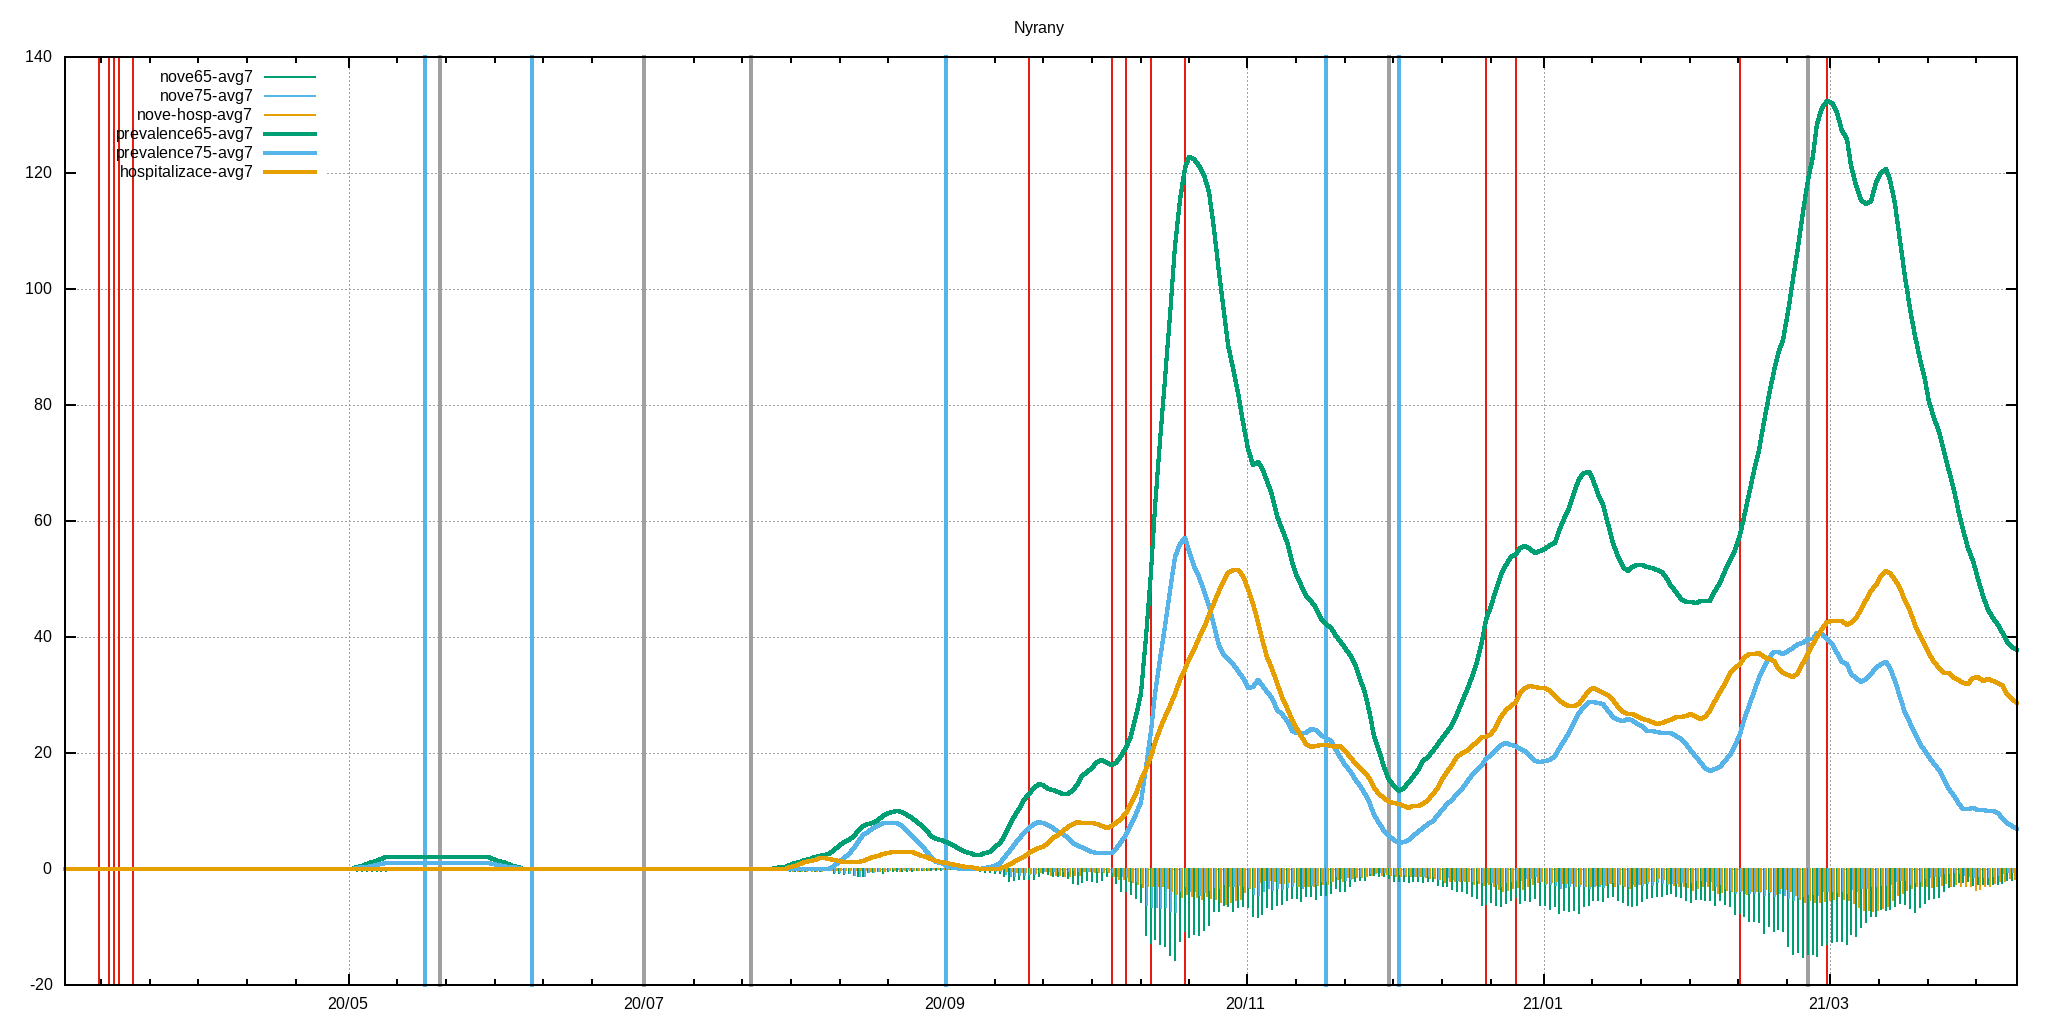 Nyrany
140
120
100
80
60
40
20
0
-20
nove65-avg7
nove75-avg7
nove-hosp-avg7
prevalence65-avg7
prevalence75-avg7
hospitalizace-avg7
20/05 20/07 20/09 20/11 21/01 21/03